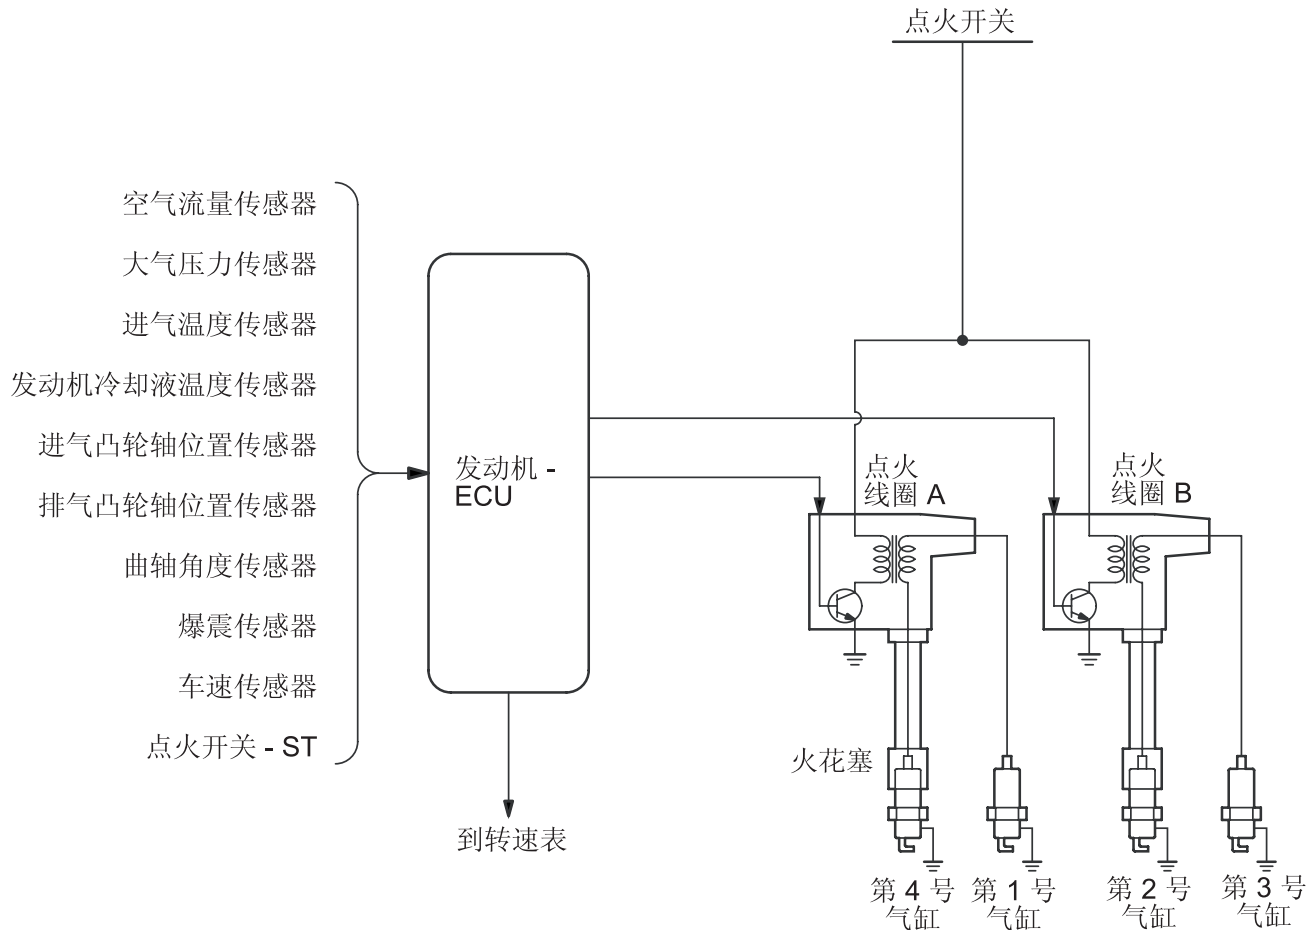 点火开关
空气流量传感器
大气压力传感器
进气温度传感器
发动机冷却液温度传感器
进气凸轮轴位置传感器
排气凸轮轴位置传感器
曲轴角度传感器
爆震传感器
车速传感器
点火开关 - ST
发动机 -
ECU
到转速表
点火
线圈 A
点火
线圈 B
火花塞
第 4 号
气缸
第 1 号
气缸
第 2 号
气缸
第 3 号
气缸